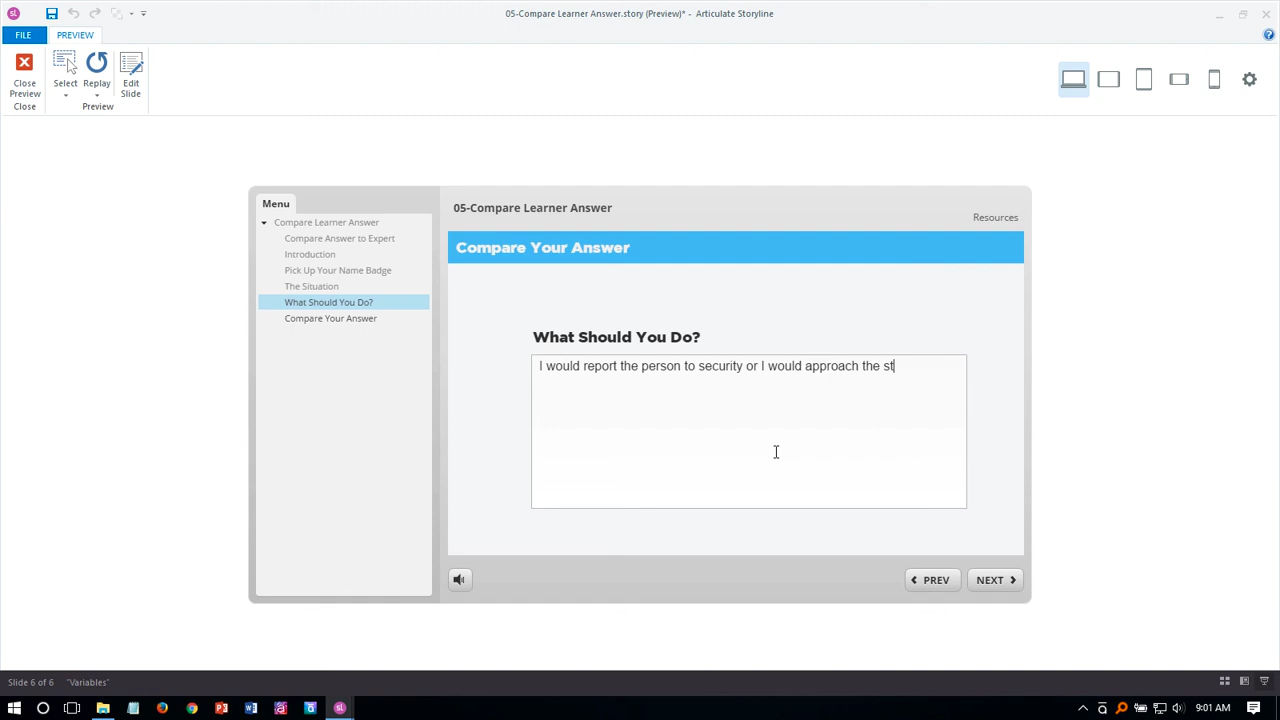 05-Compare Learner Answer.story (Preview)* - Articulate Storyline
FILE
PREVIEW
Close Preview
Select
Replay
Edit Slide
Close
Preview
Menu
Compare Learner Answer
Compare Answer to Expert
Introduction
Pick Up Your Name Badge
The Situation
What Should You Do?
Compare Your Answer
05-Compare Learner Answer
Resources
Compare Your Answer
What Should You Do?
I would report the person to security or I would approach the st
PREV
NEXT
Slide 6 of 6
"Variables"
9:01 AM